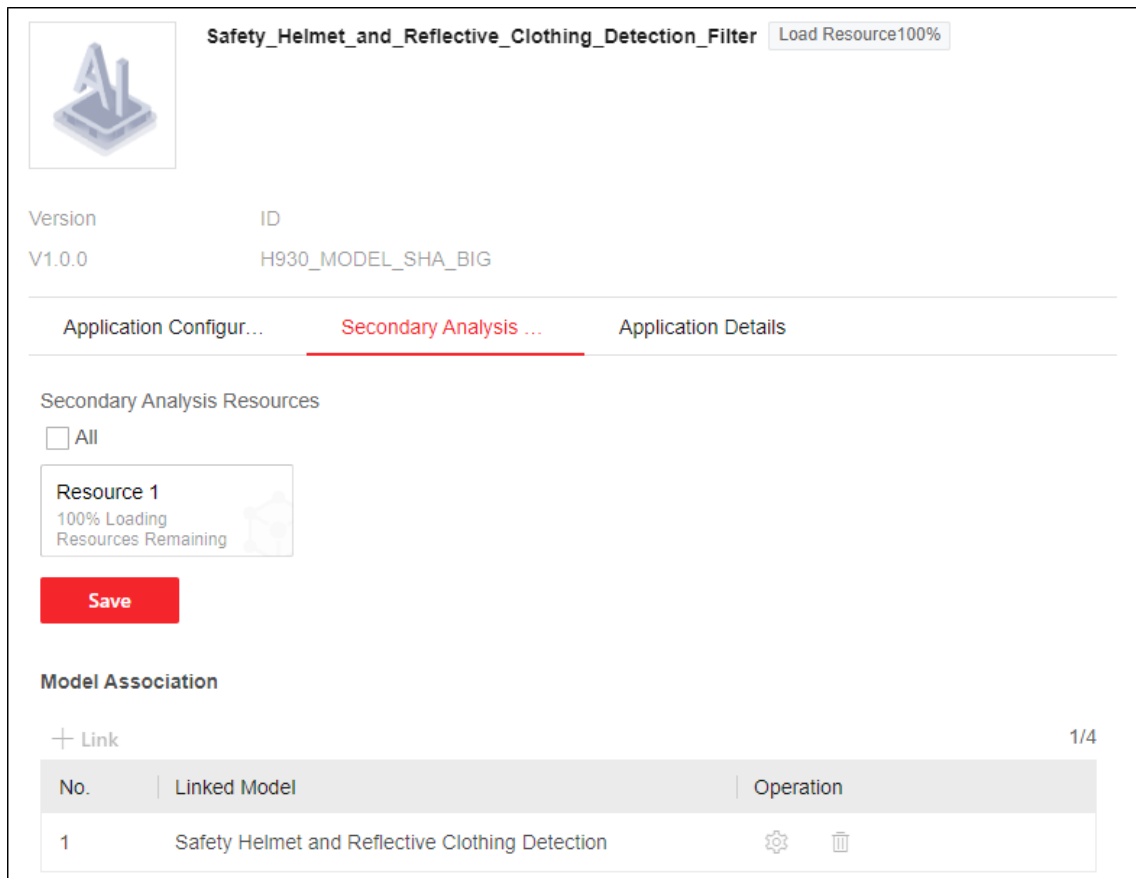 AI
Safety_Helmet_and_Reflective_Clothing_Detection_Filter Load Resource100%
Version ID
V1.0.0 H930_MODEL_SHA_BIG
Application Configur... Secondary Analysis ... Application Details
Secondary Analysis Resources
All
Resource 1
100% Loading
Resources Remaining
Save
Model Association
+ Link 1/4
No. Linked Model Operation
1 Safety Helmet and Reflective Clothing Detection